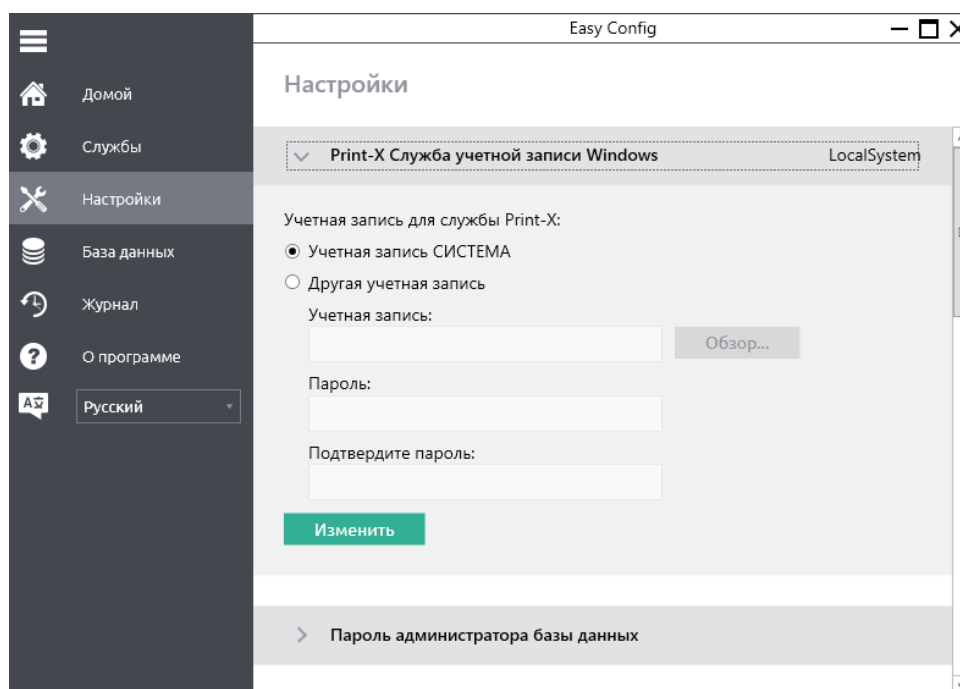 Easy Config
Домой
Службы
Настройки
База данных
Журнал
О программе
Русский
Настройки
Print-X Служба учетной записи Windows LocalSystem
Учетная запись для службы Print-X:
Учетная запись СИСТЕМА
Другая учетная запись
Учетная запись:
Обзор...
Пароль:
Подтвердите пароль:
Изменить
Пароль администратора базы данных